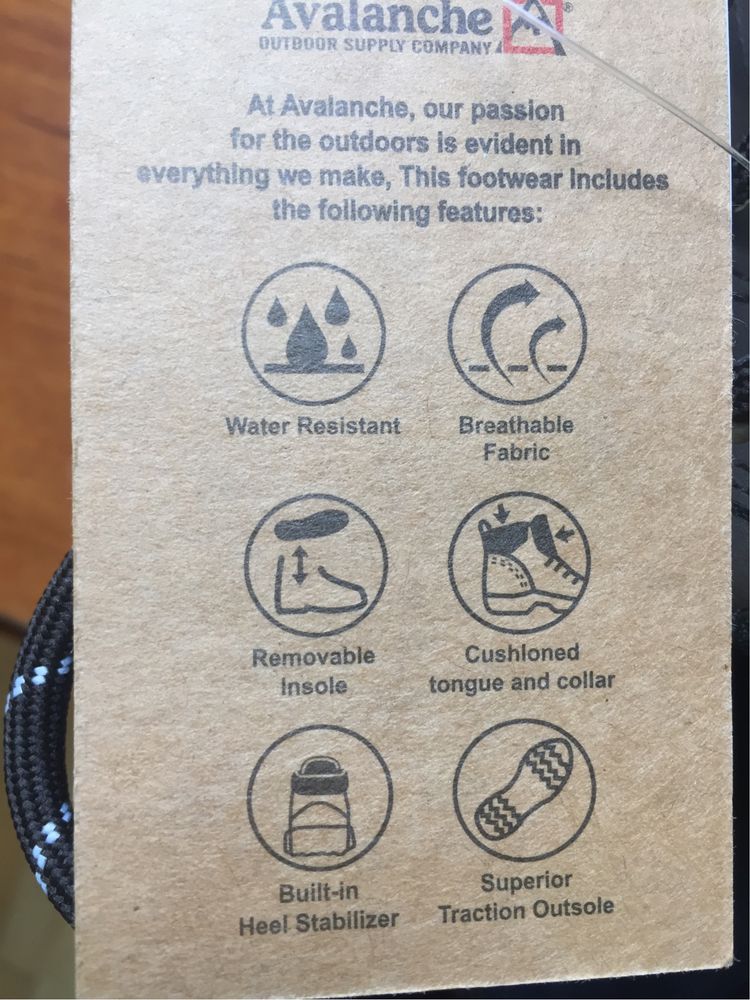 Avalanche ®
OUTDOOR SUPPLY COMPANY
At Avalanche, our passion
for the outdoors is evident in
everything we make, This footwear includes
the following features:
Water Resistant
Breathable
Fabric
Removable
Insole
Cushioned
tongue and collar
Built-in
Heel Stabilizer
Superior
Traction Outsole